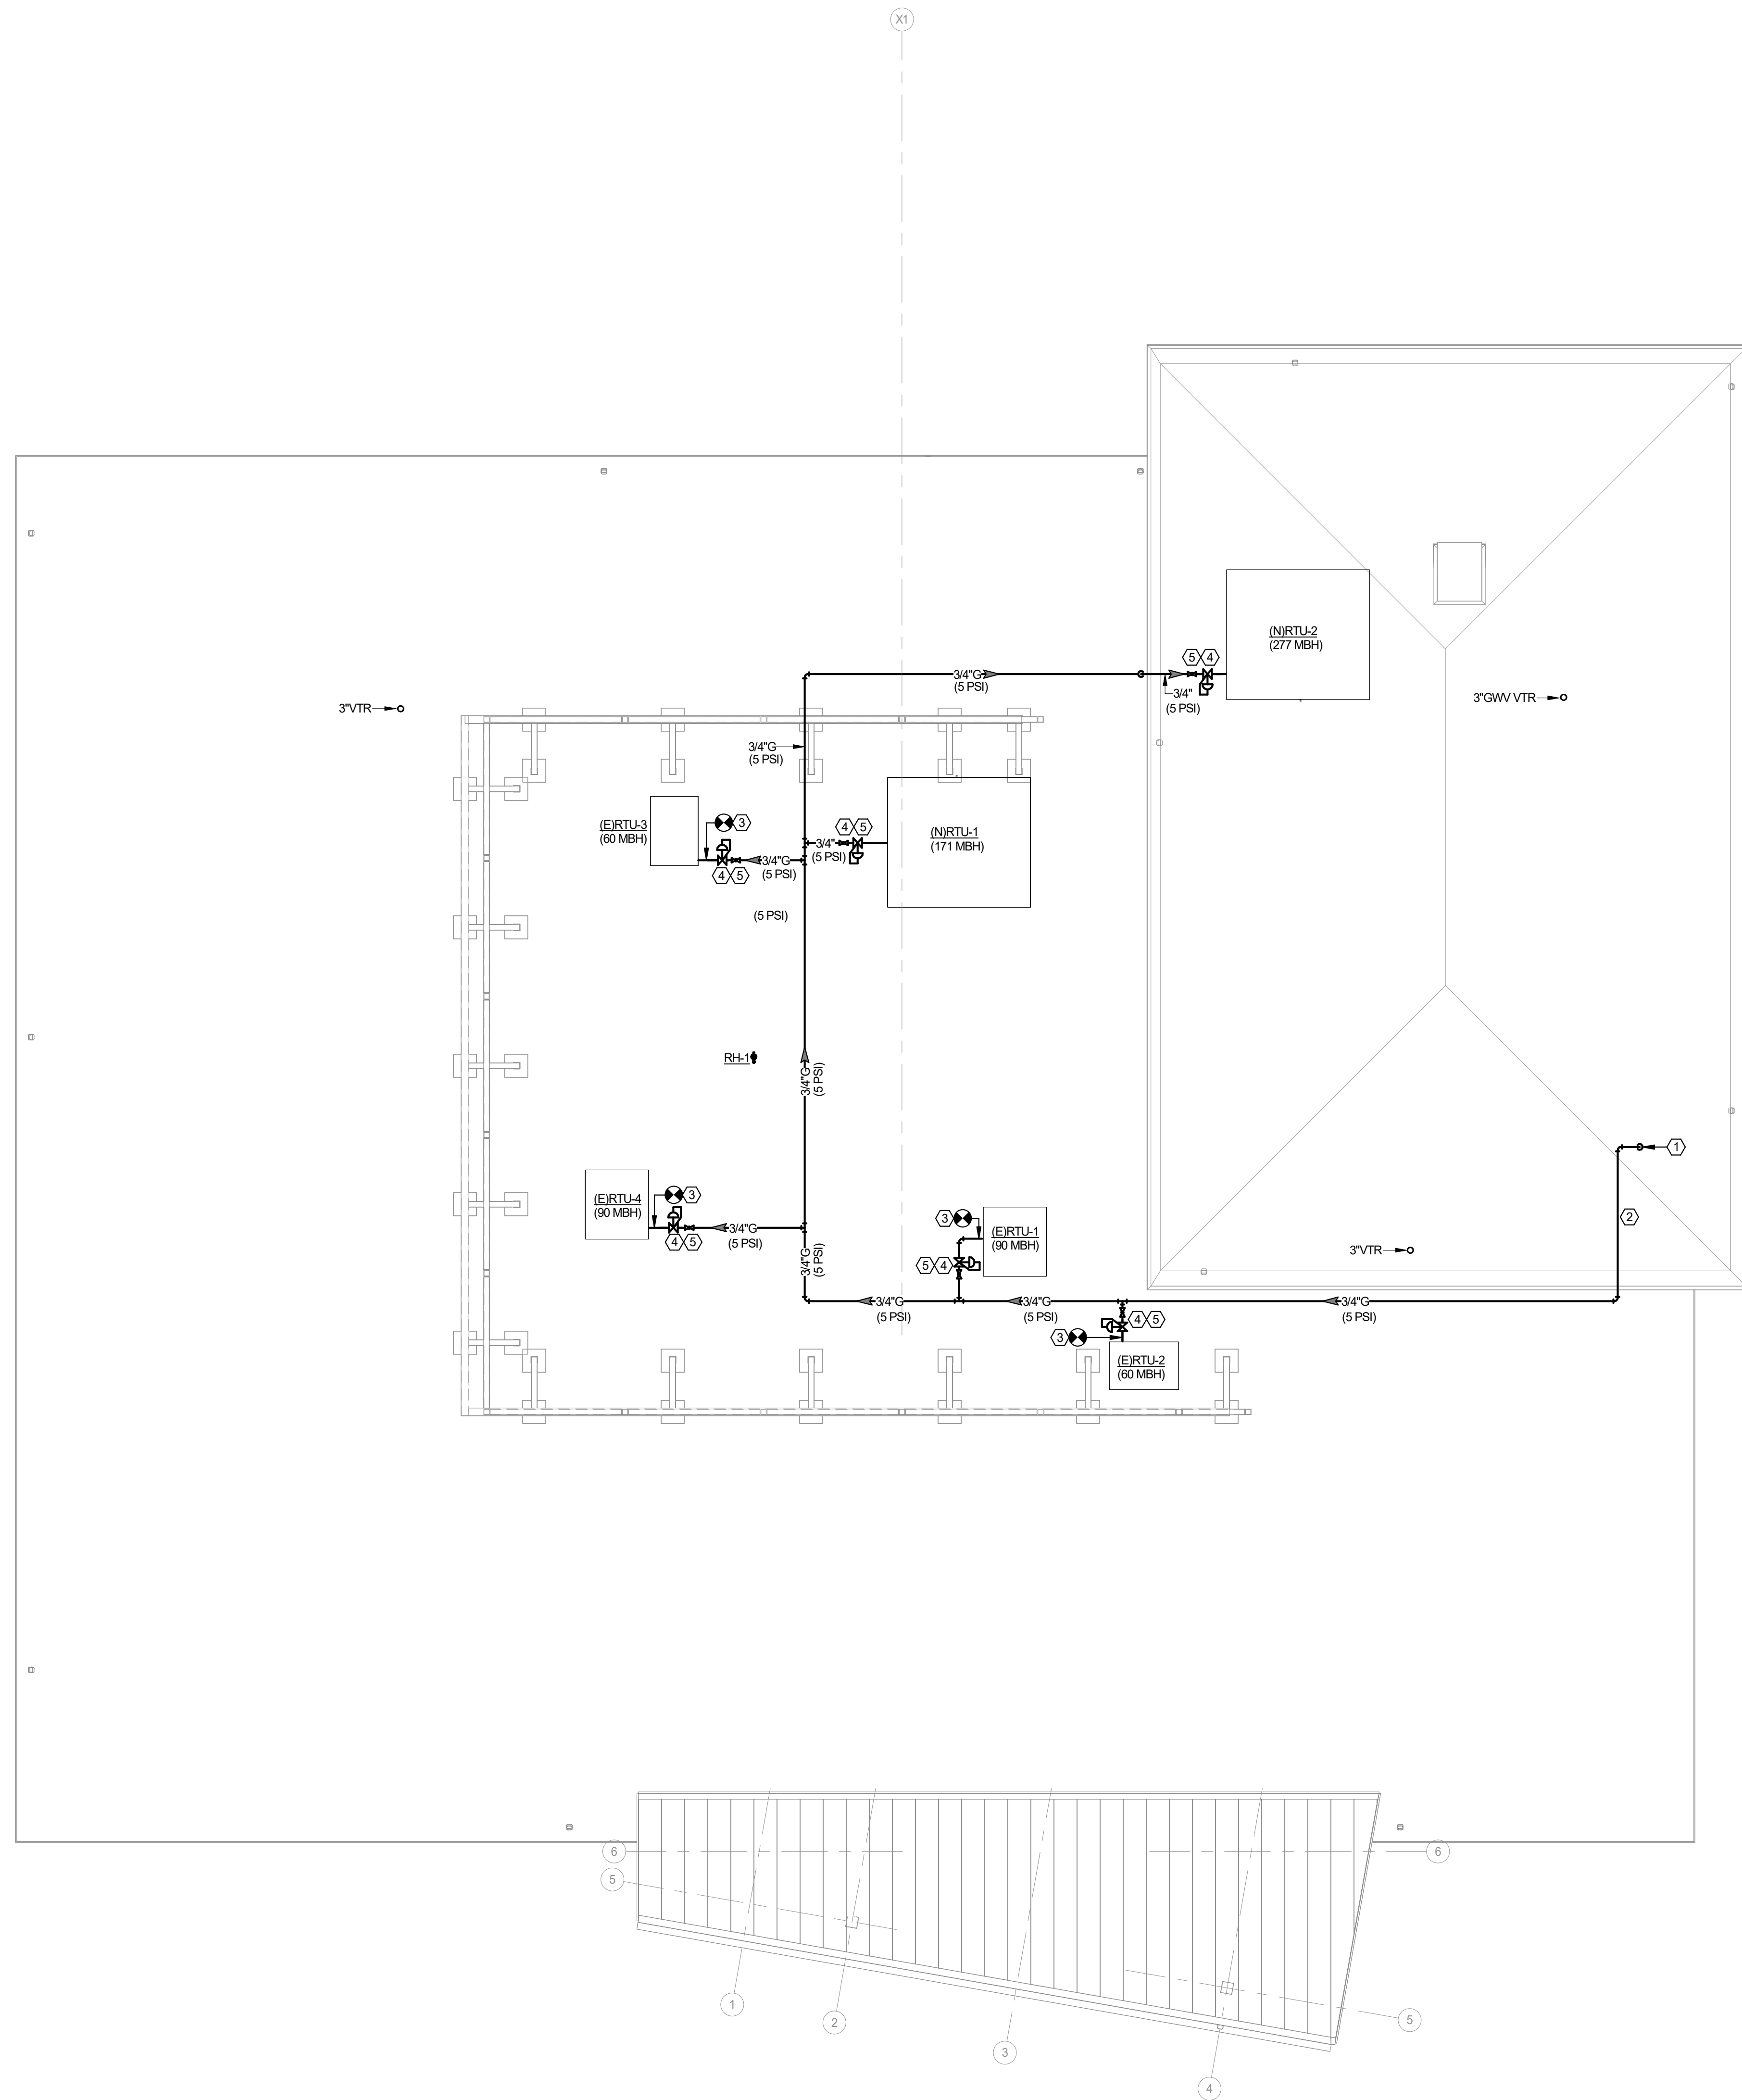 X1
(N)RTU-2
(277 MBH)
5 4
3/4"G
(5 PSI)
3/4"
(5 PSI)
3"GWV VTR
3"VTR
3/4"G
(5 PSI)
(E)RTU-3
(60 MBH)
3
4 5
3/4"
(5 PSI)
(N)RTU-1
(171 MBH)
3/4"G
(5 PSI)
4 5
(5 PSI)
RH-1
3/4"G
(5 PSI)
1
(E)RTU-4
(90 MBH)
3
3/4"G
(5 PSI)
4 5
3/4"G
(5 PSI)
3
(E)RTU-1
(90 MBH)
5 4
2
3"VTR
3/4"G
(5 PSI)
3/4"G
(5 PSI)
3/4"G
(5 PSI)
4 5
3
(E)RTU-2
(60 MBH)
6
6
5
1
2
3
5
4